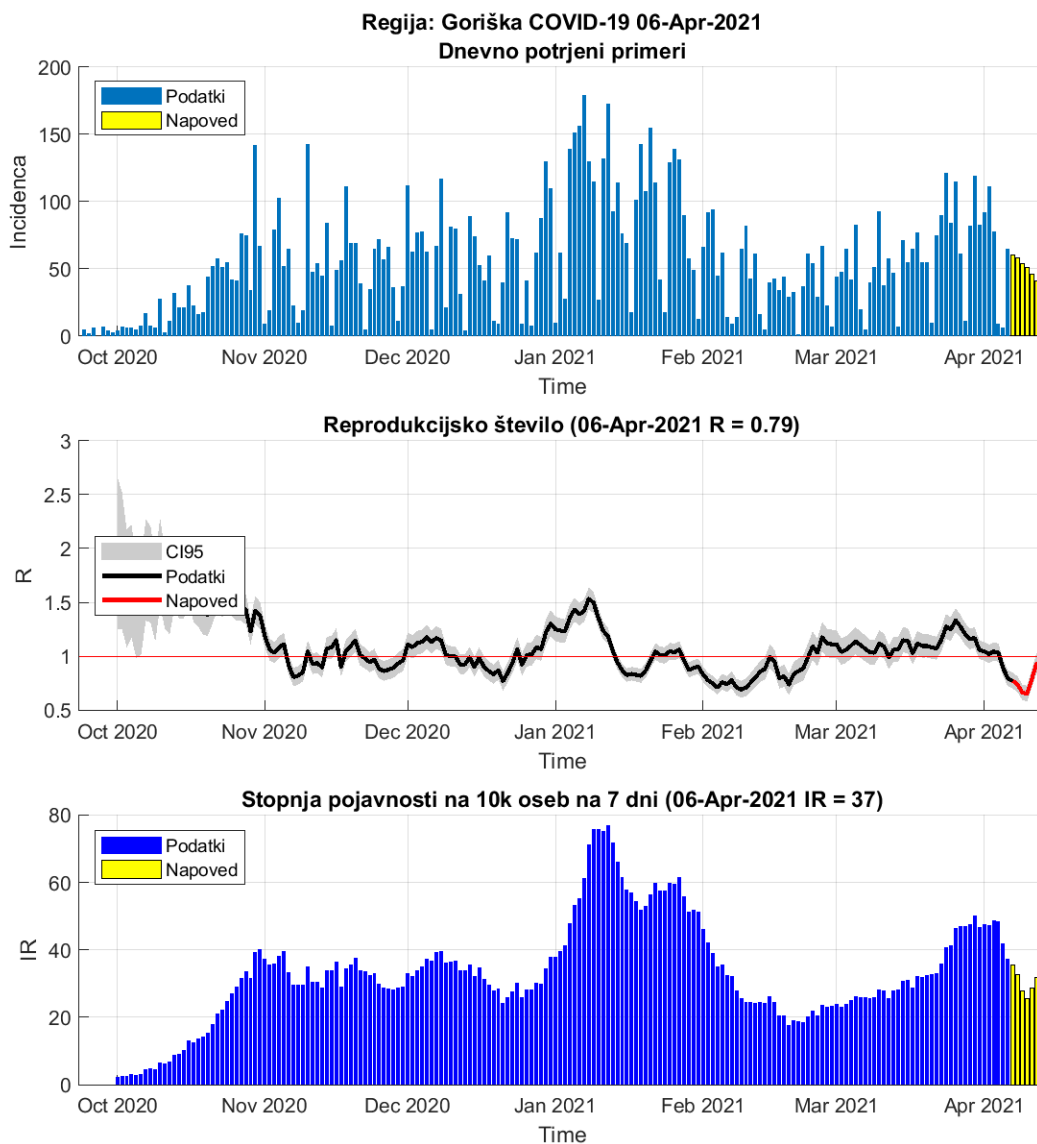 Regija: Goriška COVID-19 06-Apr-2021
Dnevno potrjeni primeri
200
150
100
50
0
Incidenca
Podatki
Napoved
Oct 2020 Nov 2020 Dec 2020 Jan 2021 Feb 2021 Mar 2021 Apr 2021
Time
Reprodukcijsko število (06-Apr-2021 R = 0.79)
3
2.5
2
1.5
1
0.5
R
CI95
Podatki
Napoved
Oct 2020 Nov 2020 Dec 2020 Jan 2021 Feb 2021 Mar 2021 Apr 2021
Time
Stopnja pojavnosti na 10k oseb na 7 dni (06-Apr-2021 IR = 37)
80
60
40
20
0
IR
Podatki
Napoved
Oct 2020 Nov 2020 Dec 2020 Jan 2021 Feb 2021 Mar 2021 Apr 2021
Time